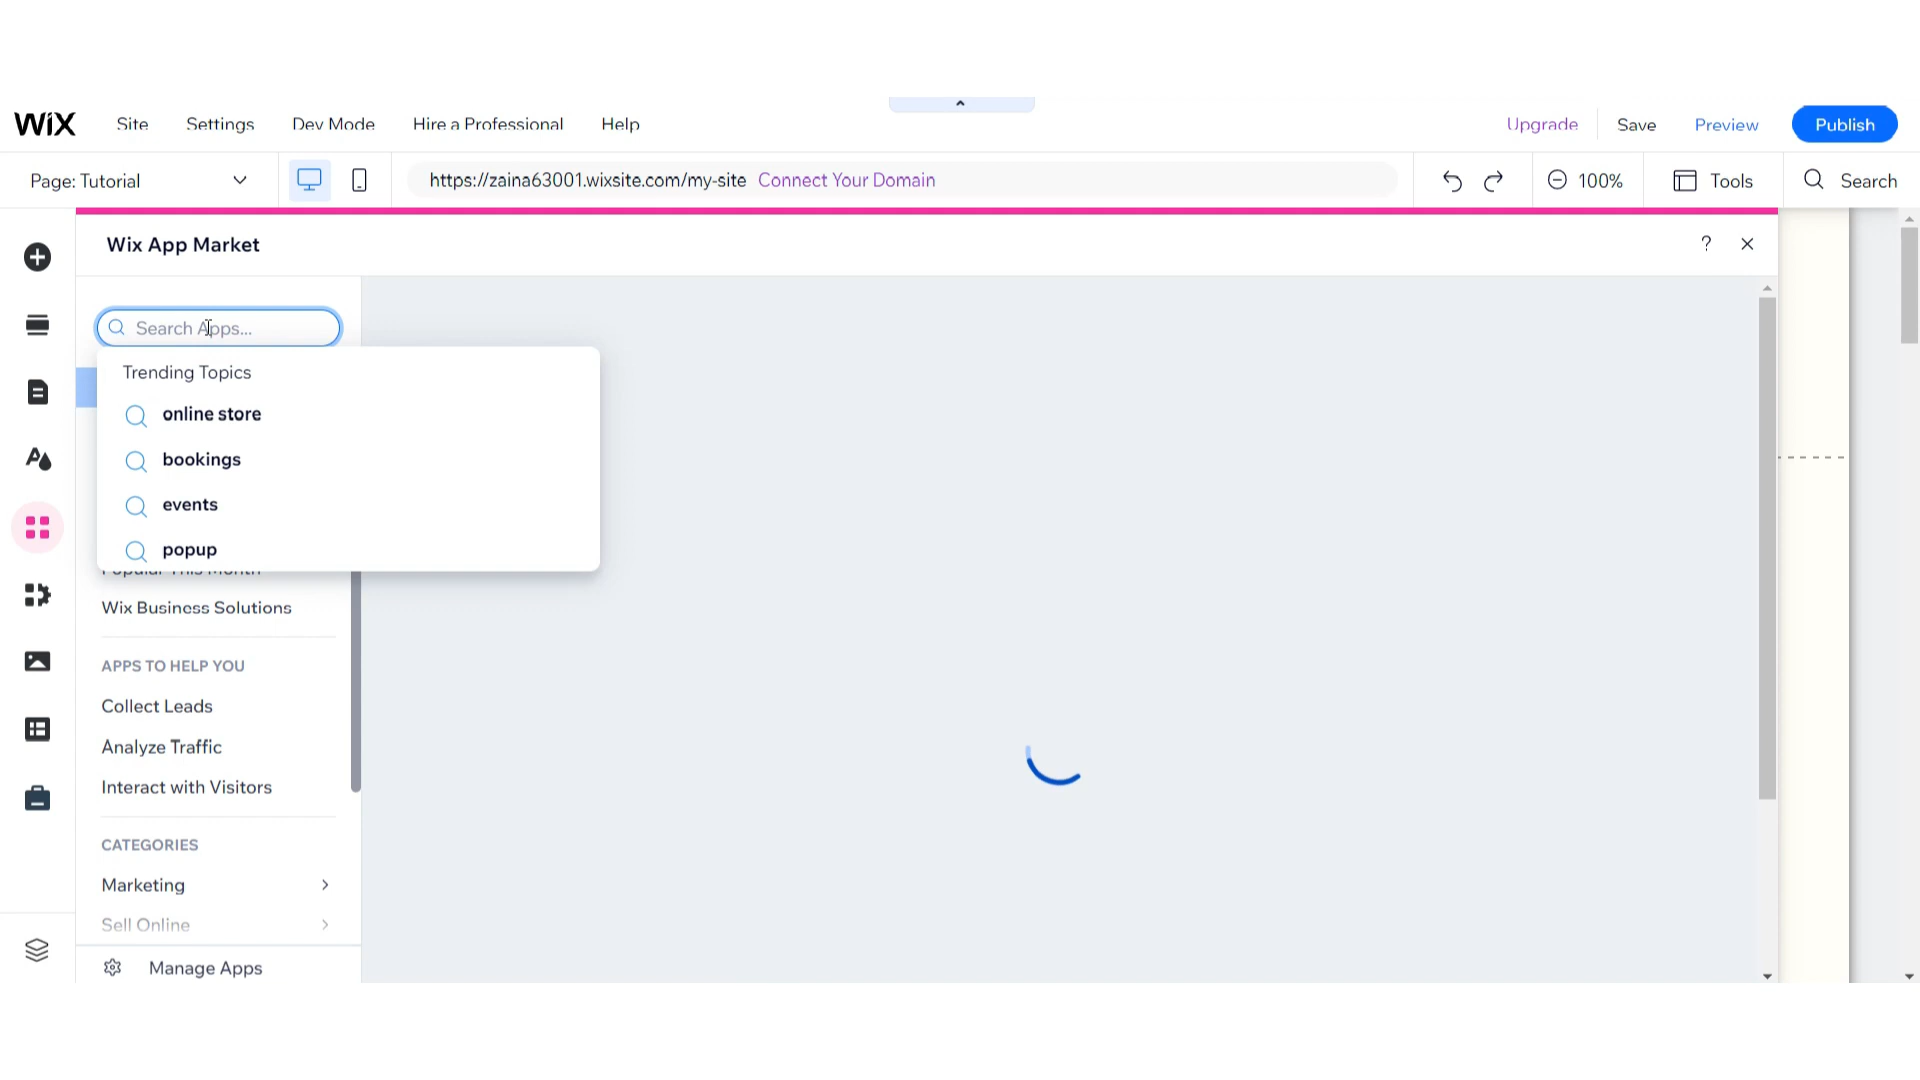 WiX
Site
Settings
Dev Mode
Hire a Professional
Help
Upgrade
Save
Preview
Publish
Page: Tutorial
https://zaina63001.wixsite.com/my-site
Connect Your Domain
100%
Tools
Search
Wix App Market
?
Search Apps...
Trending Topics
online store
bookings
events
popup
Popular This Month
Wix Business Solutions
APPS TO HELP YOU
Collect Leads
Analyze Traffic
Interact with Visitors
CATEGORIES
Marketing
Sell Online
Manage Apps